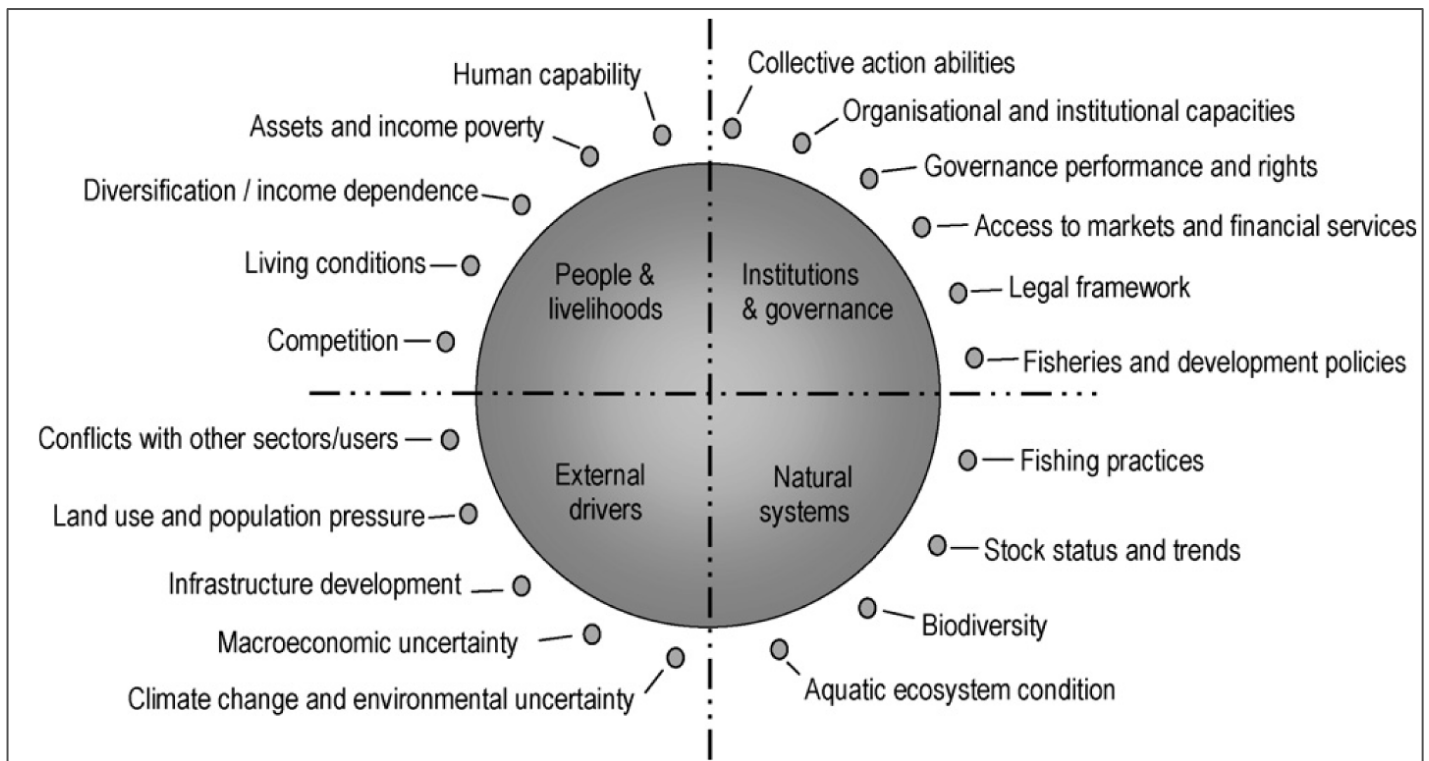 Human capability
Assets and income poverty
Diversification / income dependence
Living conditions
Competition
People &
livelihoods
Collective action abilities
Organisational and institutional capacities
Governance performance and rights
Access to markets and financial services
Legal framework
Fisheries and development policies
Institutions
& governance
Conflicts with other sectors/users
Land use and population pressure
Infrastructure development
Macroeconomic uncertainty
Climate change and environmental uncertainty
External
drivers
Natural
systems
Fishing practices
Stock status and trends
Biodiversity
Aquatic ecosystem condition